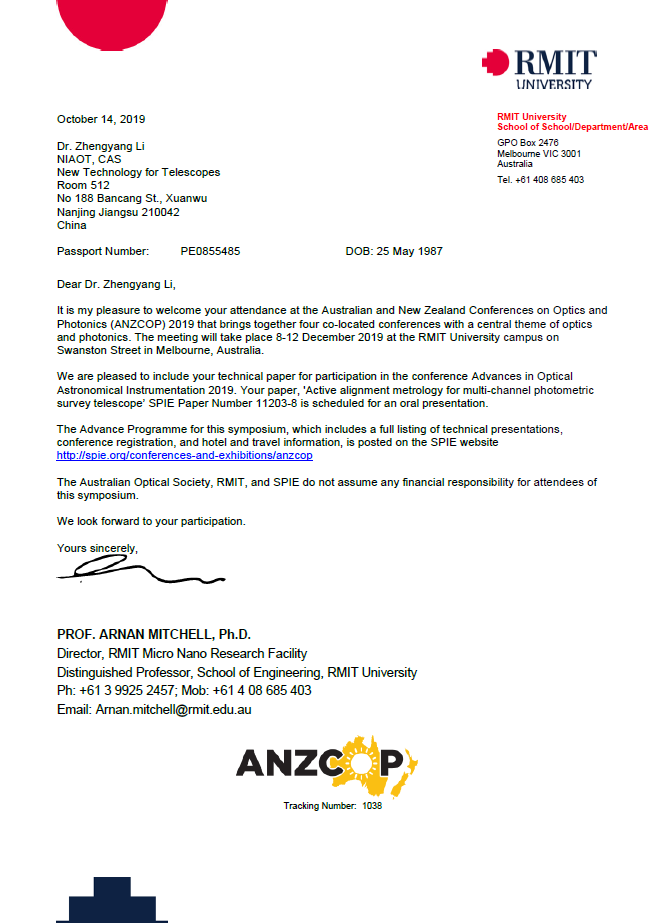 RMIT
UNIVERSITY
RMIT University
School of School/Department/Area
GPO Box 2476
Melbourne VIC 3001
Australia
Tel. +61 408 685 403
October 14, 2019
Dr. Zhengyang Li
NIAOT, CAS
New Technology for Telescopes
Room 512
No 188 Bancang St., Xuanwu
Nanjing Jiangsu 210042
China
Passport Number: PE0855485 DOB: 25 May 1987
Dear Dr. Zhengyang Li,
It is my pleasure to welcome your attendance at the Australian and New Zealand Conferences on Optics and
Photonics (ANZCOP) 2019 that brings together four co-located conferences with a central theme of optics
and photonics. The meeting will take place 8-12 December 2019 at the RMIT University campus on
Swanston Street in Melbourne, Australia.
We are pleased to include your technical paper for participation in the conference Advances in Optical
Astronomical Instrumentation 2019. Your paper, 'Active alignment metrology for multi-channel photometric
survey telescope' SPIE Paper Number 11203-8 is scheduled for an oral presentation.
The Advance Programme for this symposium, which includes a full listing of technical presentations,
conference registration, and hotel and travel information, is posted on the SPIE website
http://spie.org/conferences-and-exhibitions/anzcop
The Australian Optical Society, RMIT, and SPIE do not assume any financial responsibility for attendees of
this symposium.
We look forward to your participation.
Yours sincerely,
PROF. ARNAN MITCHELL, Ph.D.
Director, RMIT Micro Nano Research Facility
Distinguished Professor, School of Engineering, RMIT University
Ph: +61 3 9925 2457; Mob: +61 4 08 685 403
Email: Arnan.mitchell@rmit.edu.au
ANZCOP
Tracking Number: 1038